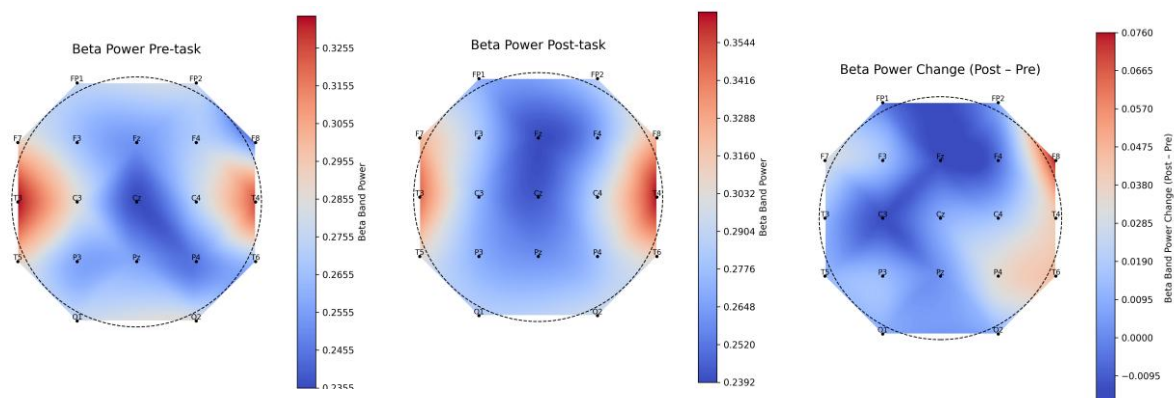 Beta Power Pre-task
FP1 FP2
F7 F3 Fz F4 F8
T3 C3 Cz C4 T4
T5 P3 Pz P4 T6
O1 O2
0.3255
0.3155
0.3055
0.2955
0.2855
0.2755
0.2655
0.2555
0.2455
0.2355
Beta Band Power
Beta Power Post-task
FP1 FP2
F7 F3 Fz F4 F8
T3 C3 Cz C4 T4
T5 P3 Pz P4 T6
O1 O2
0.3544
0.3416
0.3288
0.3160
0.3032
0.2904
0.2776
0.2648
0.2520
0.2392
Beta Band Power
Beta Power Change (Post – Pre)
FP1 FP2
F7 F3 Fz F4 F8
T3 C3 Cz C4 T4
T5 P3 Pz P4 T6
O1 O2
0.0760
0.0665
0.0570
0.0475
0.0380
0.0285
0.0190
0.0095
0.0000
−0.0095
Beta Band Power Change (Post – Pre)